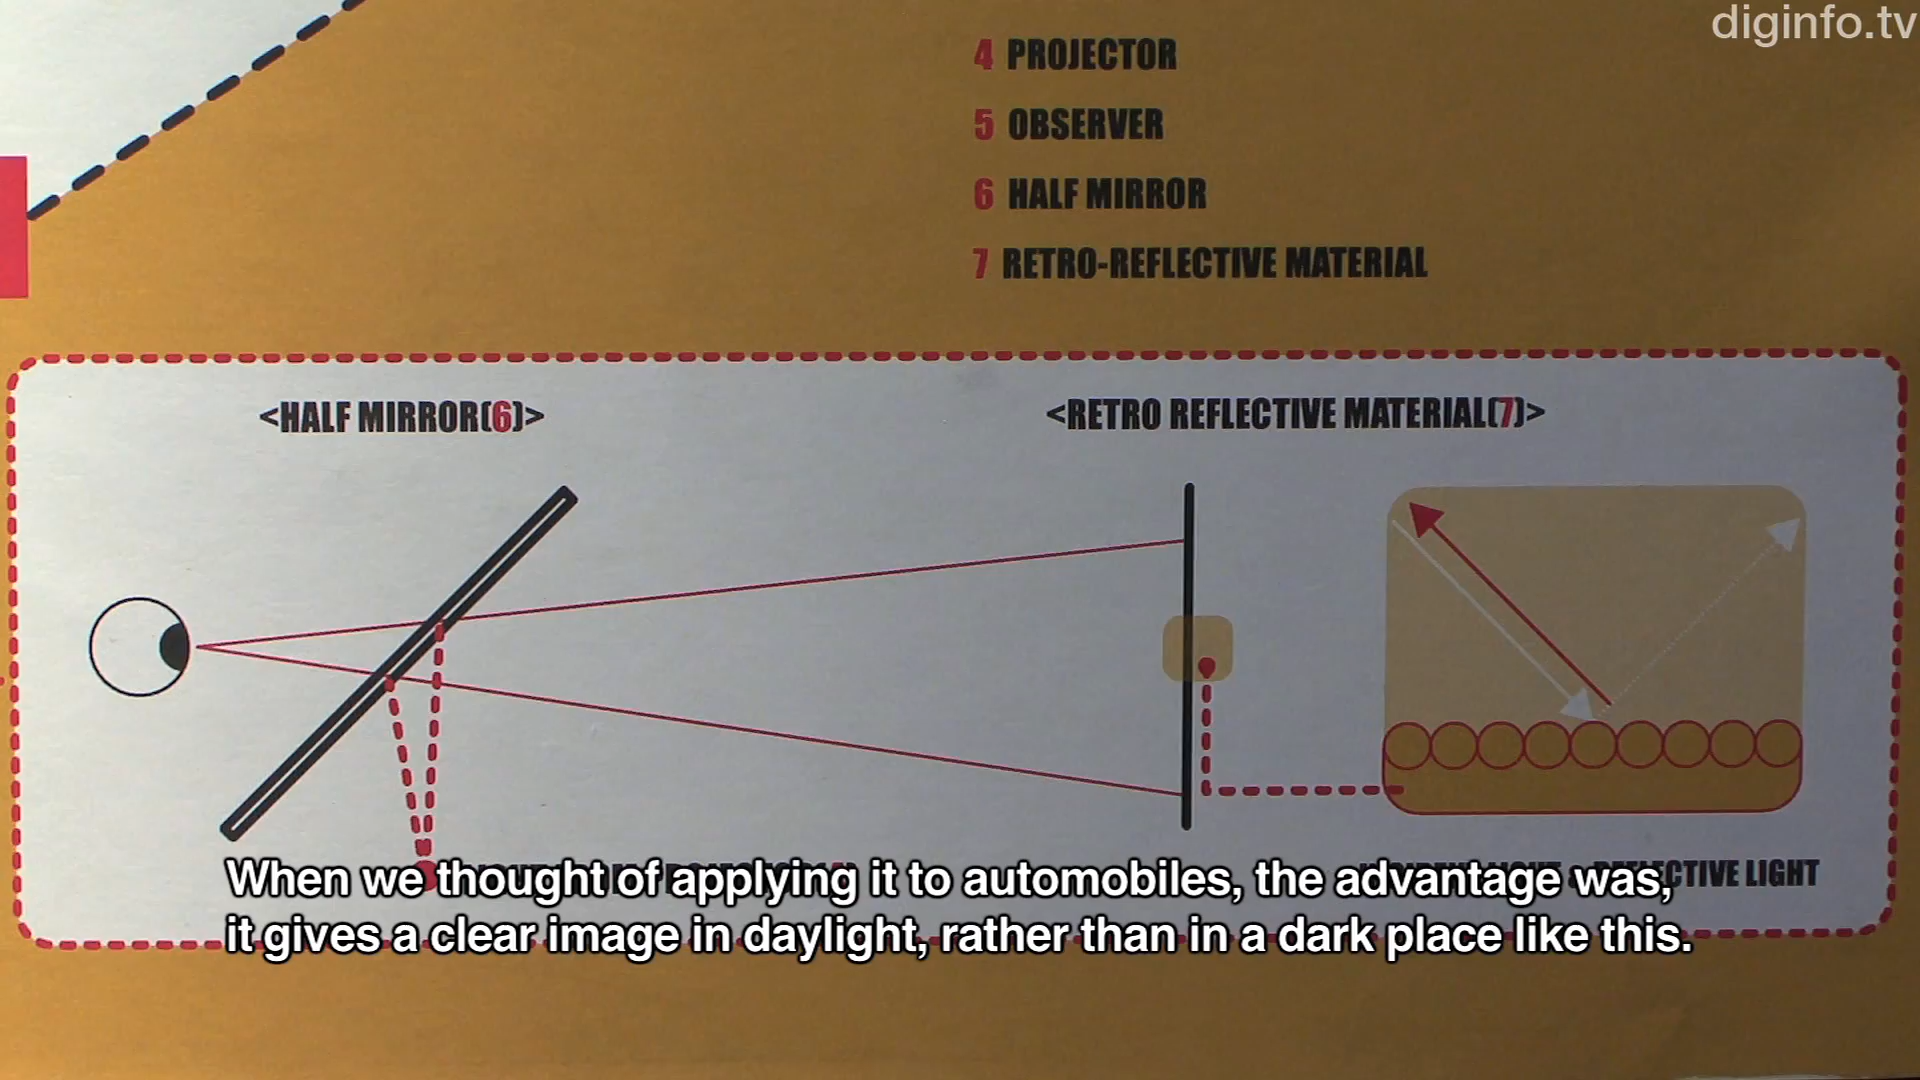 diginfo.tv
4 PROJECTOR
5 OBSERVER
6 HALF MIRROR
7 RETRO-REFLECTIVE MATERIAL
<HALF MIRROR(6)>
<RETRO REFLECTIVE MATERIAL(7)>
REFLECTIVE LIGHT
When we thought of applying it to automobiles, the advantage was,
it gives a clear image in daylight, rather than in a dark place like this.